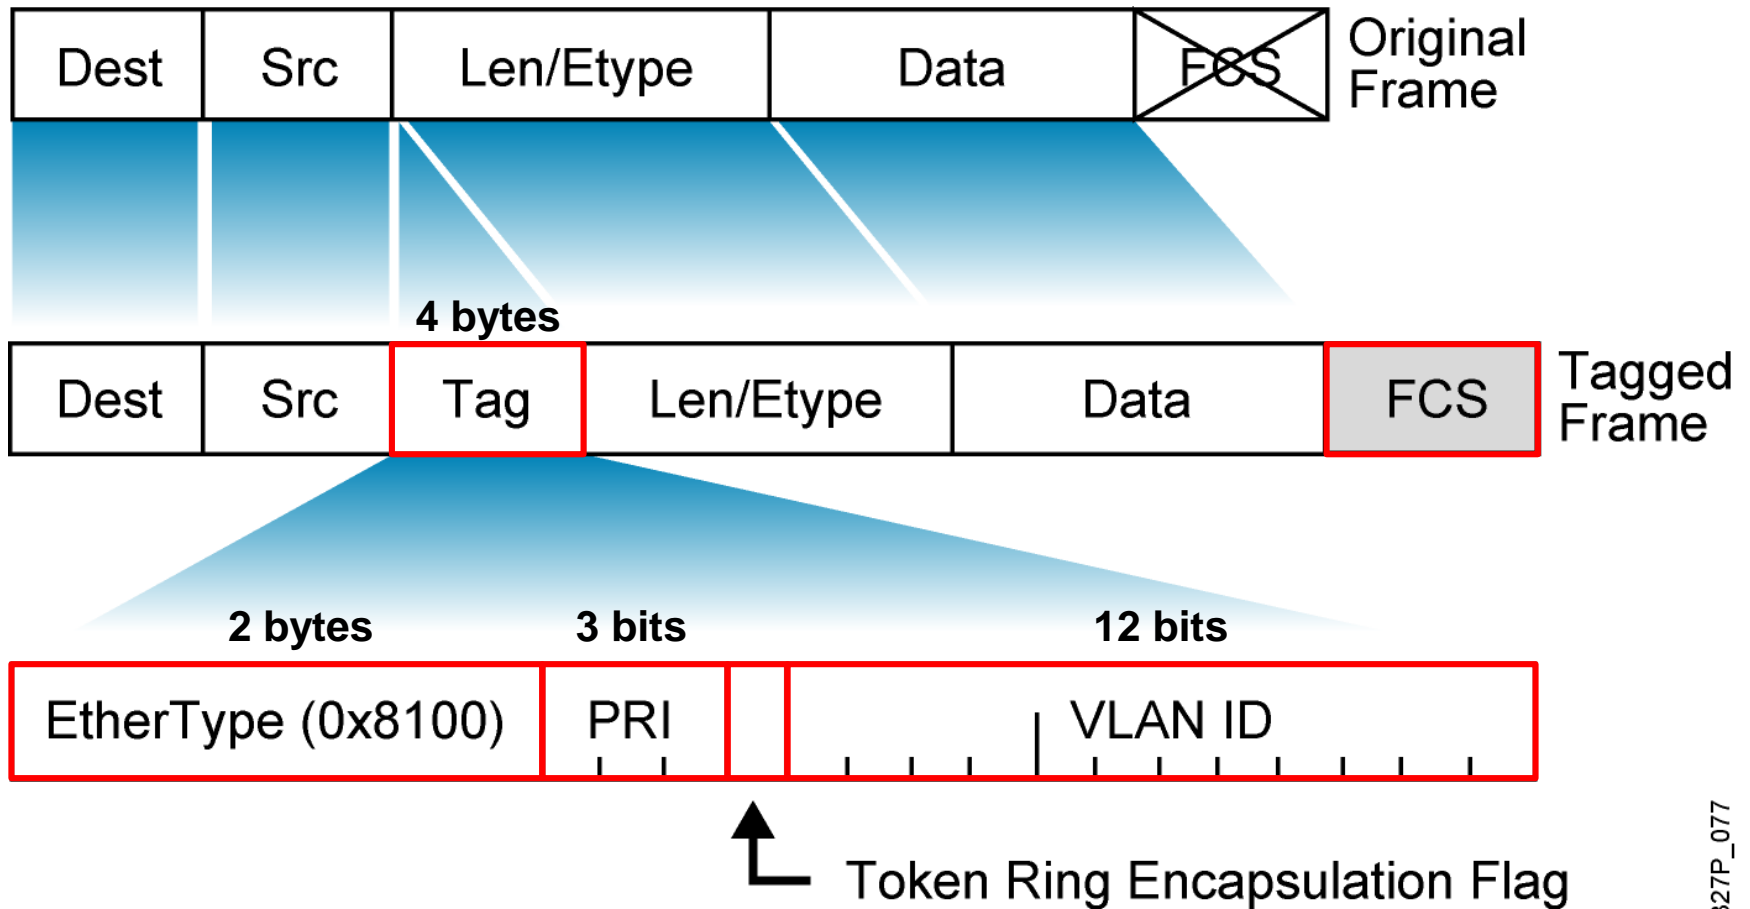 Dest Src Len/Etype Data FCS Original
Frame
4 bytes
Dest Src Tag Len/Etype Data FCS Tagged
Frame
2 bytes 3 bits 12 bits
EtherType (0x8100) PRI VLAN ID
Token Ring Encapsulation Flag
327P_077